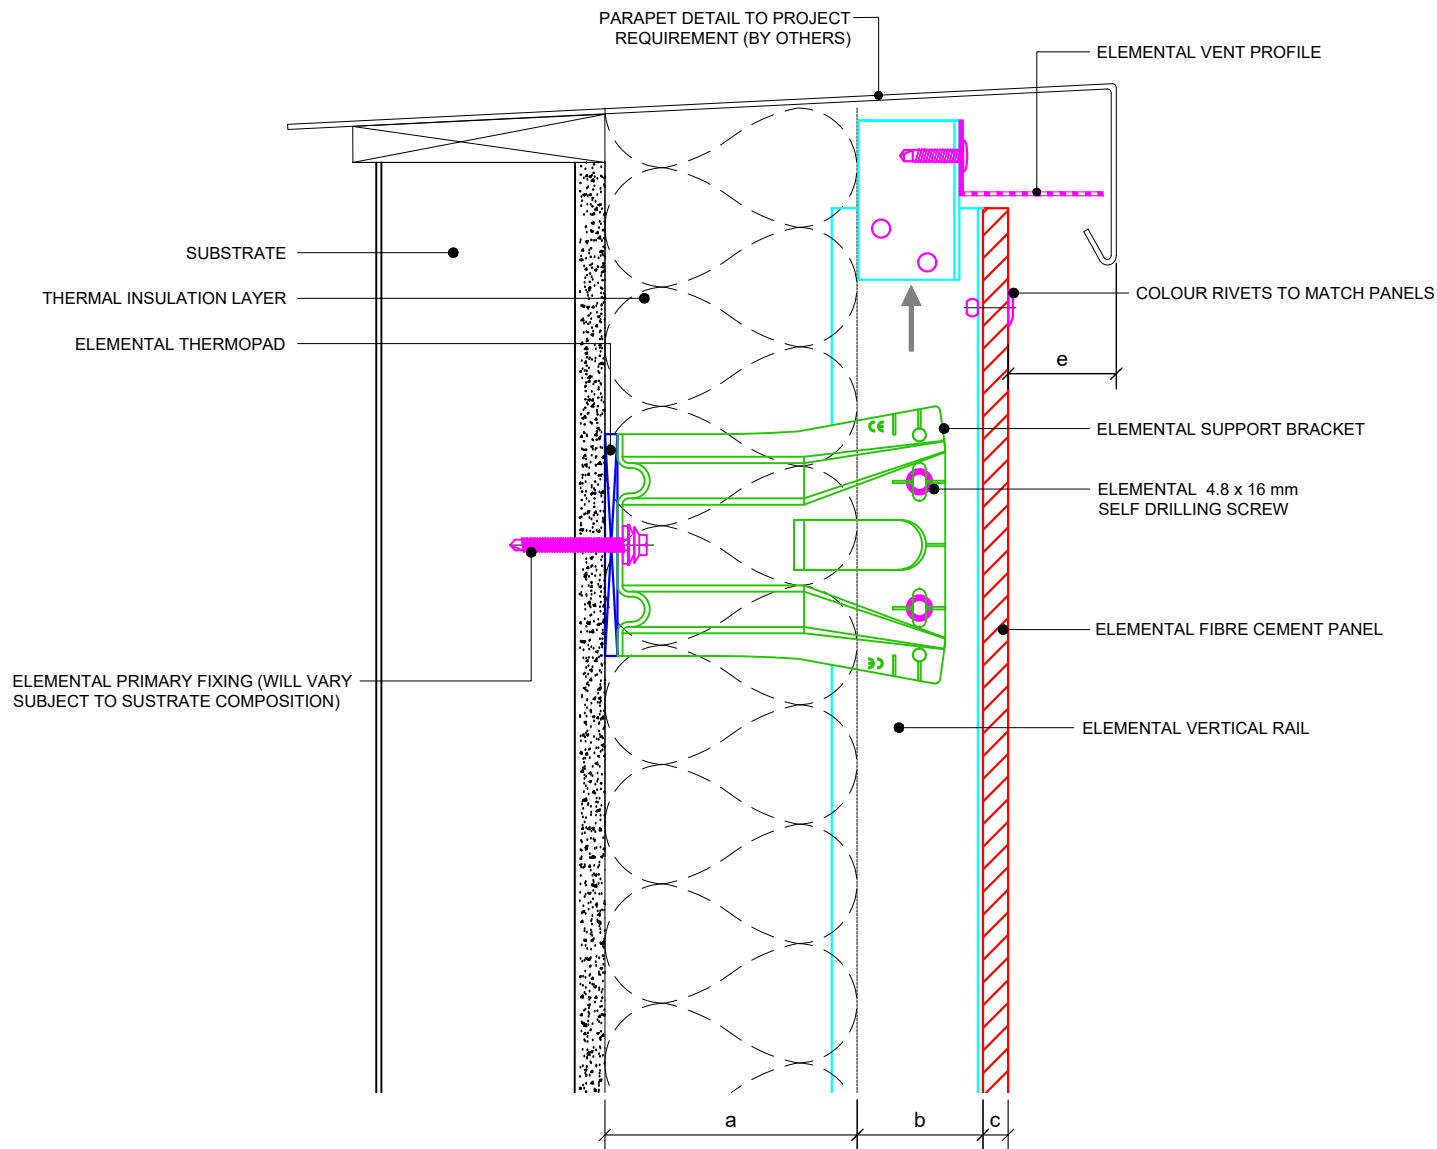 PARAPET DETAIL TO PROJECT
REQUIREMENT (BY OTHERS)
ELEMENTAL VENT PROFILE
SUBSTRATE
THERMAL INSULATION LAYER
COLOUR RIVETS TO MATCH PANELS
ELEMENTAL THERMOPAD
e
CE
ELEMENTAL SUPPORT BRACKET
ELEMENTAL 4.8 x 16 mm
SELF DRILLING SCREW
ELEMENTAL FIBRE CEMENT PANEL
CE
ELEMENTAL PRIMARY FIXING (WILL VARY
SUBJECT TO SUSTRATE COMPOSITION)
ELEMENTAL VERTICAL RAIL
a
b
c